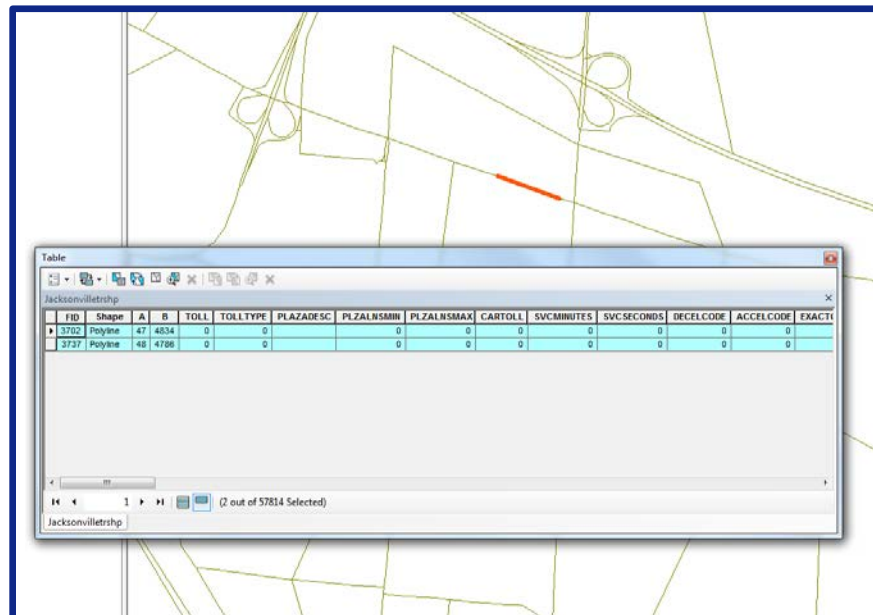 Table
Jacksonvilletrshp
FID Shape A B TOLL TOLLTYPE PLAZADESC PLZALNSMIN PLZALNSMAX CARTOLL SVCMINUTES SVCSECONDS DECELCODE ACCELCODE EXACTC
3702 Polyline 47 4834 0 0 0 0 0 0 0 0 0
3737 Polyline 48 4786 0 0 0 0 0 0 0 0 0
1 (2 out of 57814 Selected)
Jacksonvilletrshp